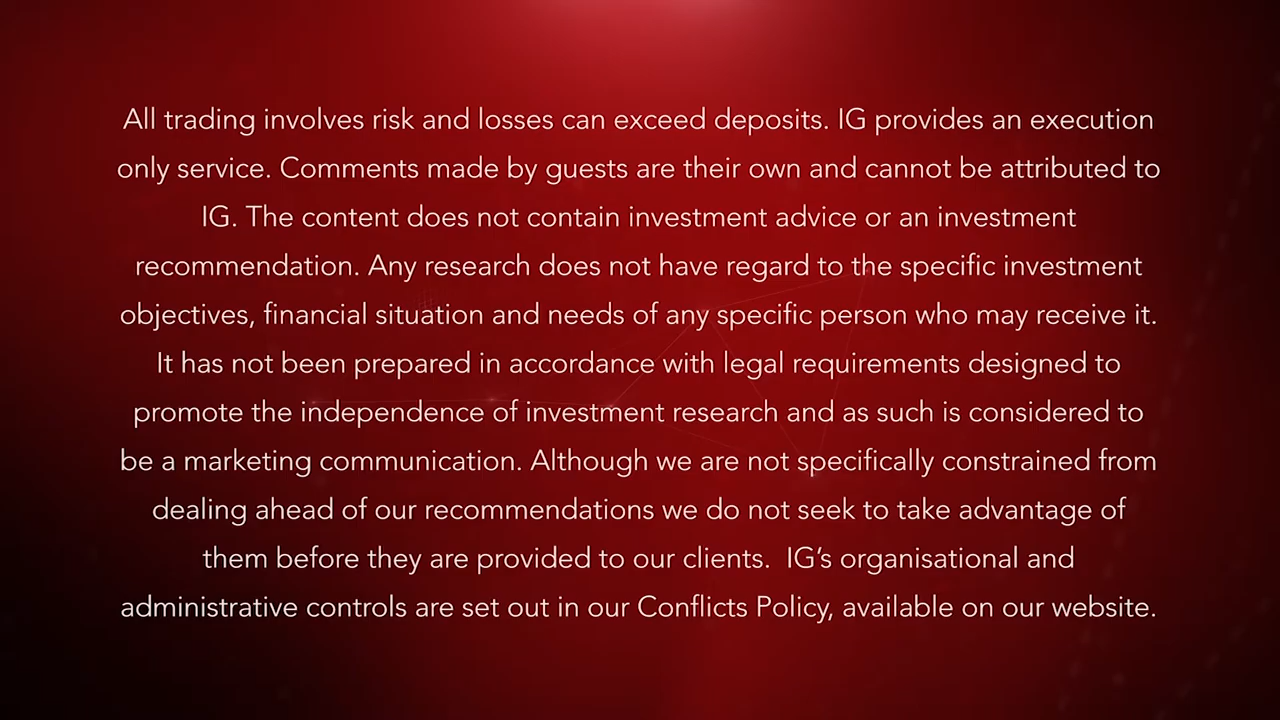 All trading involves risk and losses can exceed deposits. IG provides an execution
only service. Comments made by guests are their own and cannot be attributed to
IG. The content does not contain investment advice or an investment
recommendation. Any research does not have regard to the specific investment
objectives, financial situation and needs of any specific person who may receive it.
It has not been prepared in accordance with legal requirements designed to
promote the independence of investment research and as such is considered to
be a marketing communication. Although we are not specifically constrained from
dealing ahead of our recommendations we do not seek to take advantage of
them before they are provided to our clients.  IG’s organisational and
administrative controls are set out in our Conflicts Policy, available on our website.